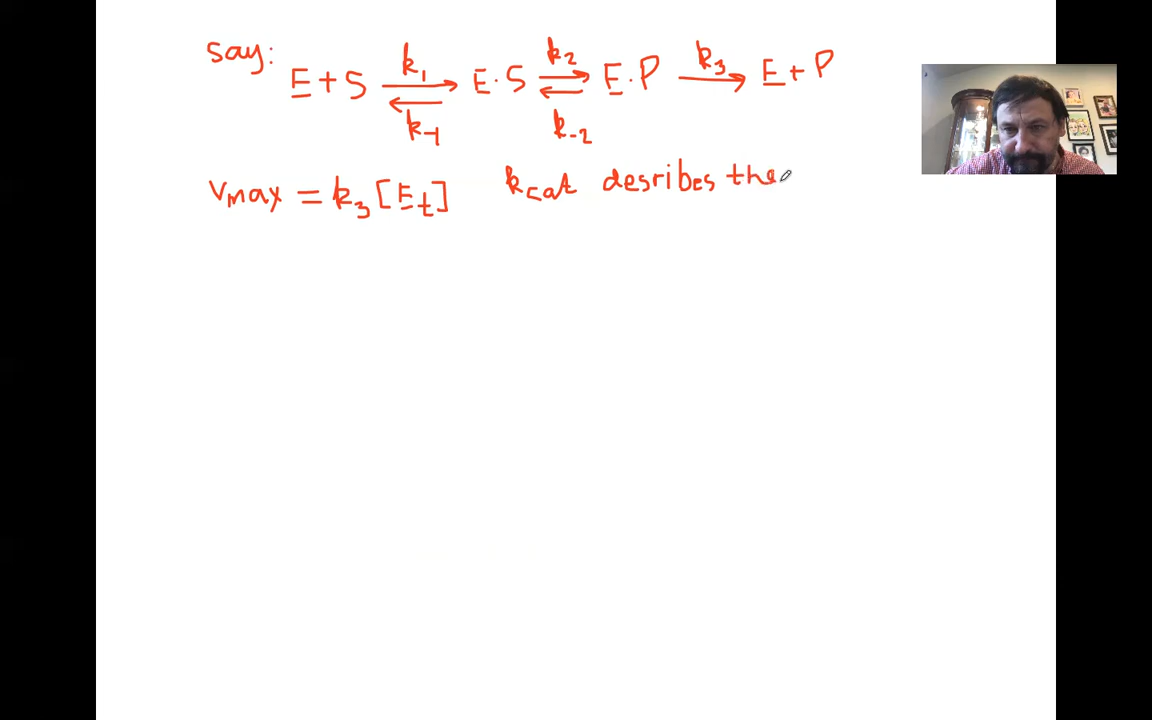 say:
E + S k₁ k₋₁ E · S k₂ k₋₂ E · P k₃ E + P
Vmax = k₃ [Et] kcat desribes the